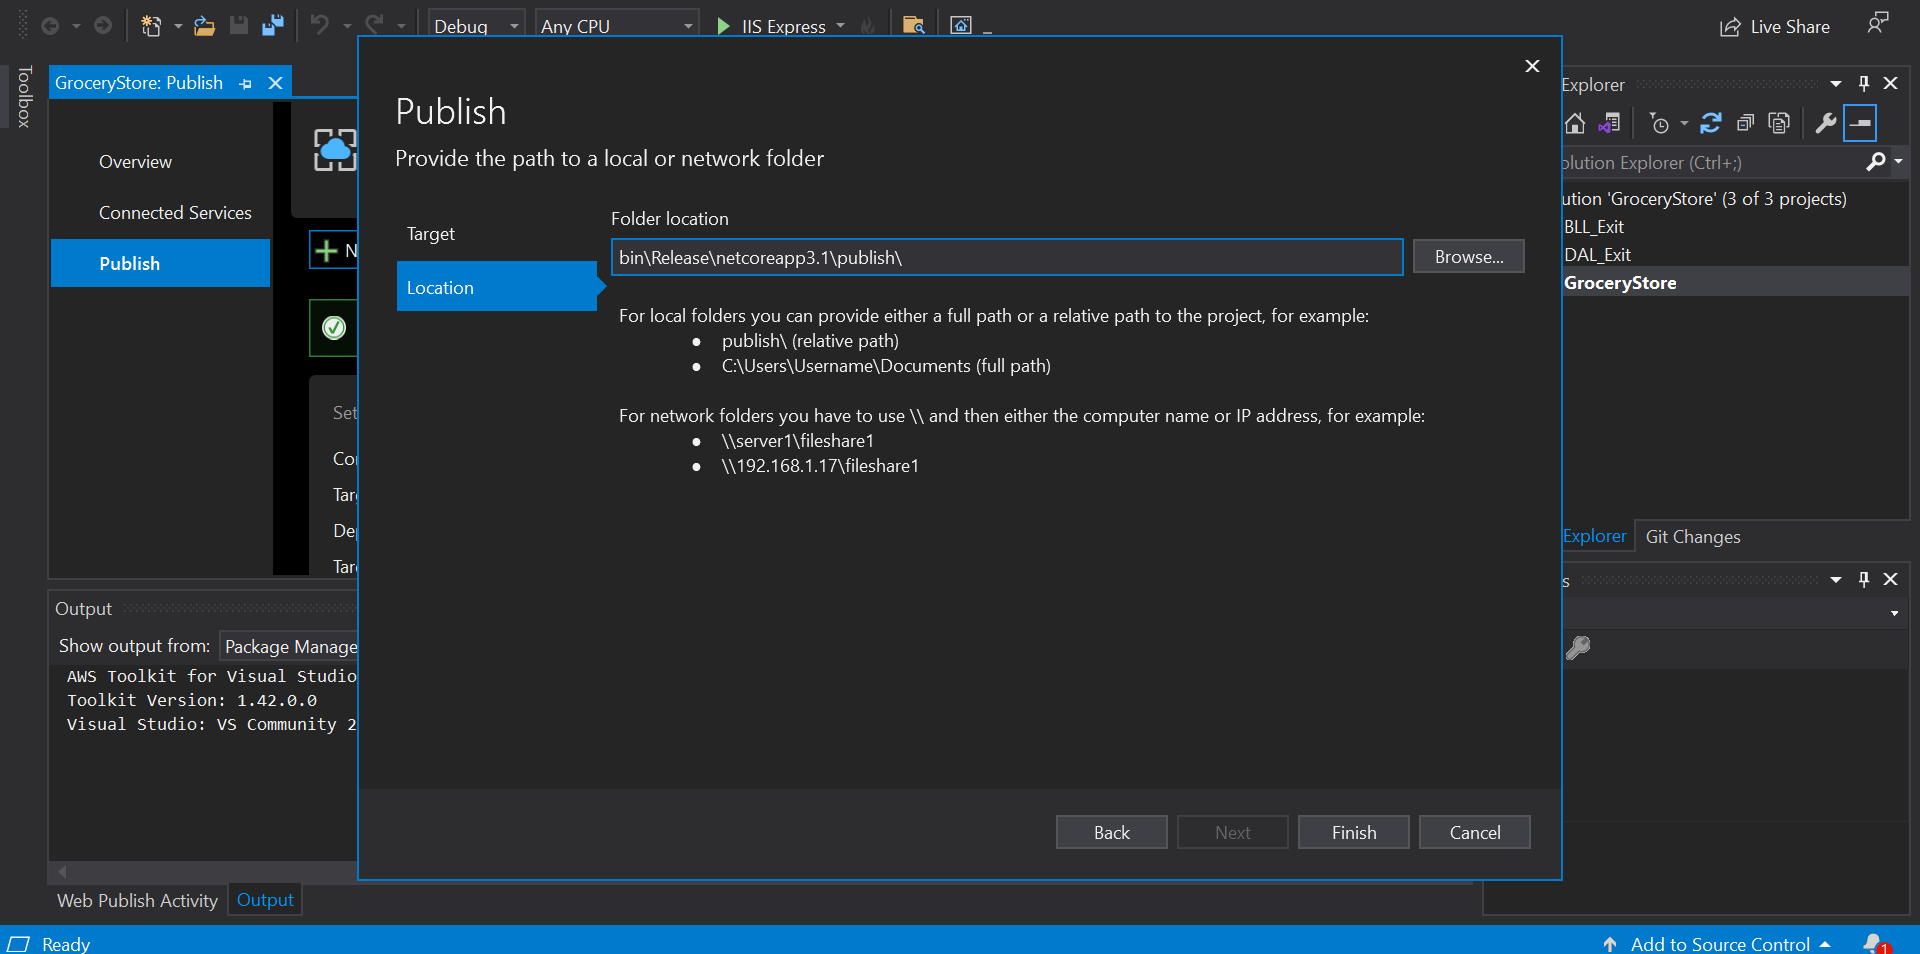 Debug
Any CPU
IIS Express
Live Share
Toolbox
GroceryStore: Publish
Overview
Connected Services
Publish
N
Set
Co
Targ
De
Tar
Publish
Provide the path to a local or network folder
Target
Location
Folder location
bin\Release\netcoreapp3.1\publish\
Browse...
For local folders you can provide either a full path or a relative path to the project, for example:
● publish\ (relative path)
● C:\Users\Username\Documents (full path)
For network folders you have to use \\ and then either the computer name or IP address, for example:
● \\server1\fileshare1
● \\192.168.1.17\fileshare1
Back
Next
Finish
Cancel
Explorer
olution Explorer (Ctrl+;)
ution 'GroceryStore' (3 of 3 projects)
BLL_Exit
DAL_Exit
GroceryStore
Explorer
Git Changes
s
Output
Show output from:
Package Manage
AWS Toolkit for Visual Studio
Toolkit Version: 1.42.0.0
Visual Studio: VS Community 2
Web Publish Activity
Output
Ready
Add to Source Control
1